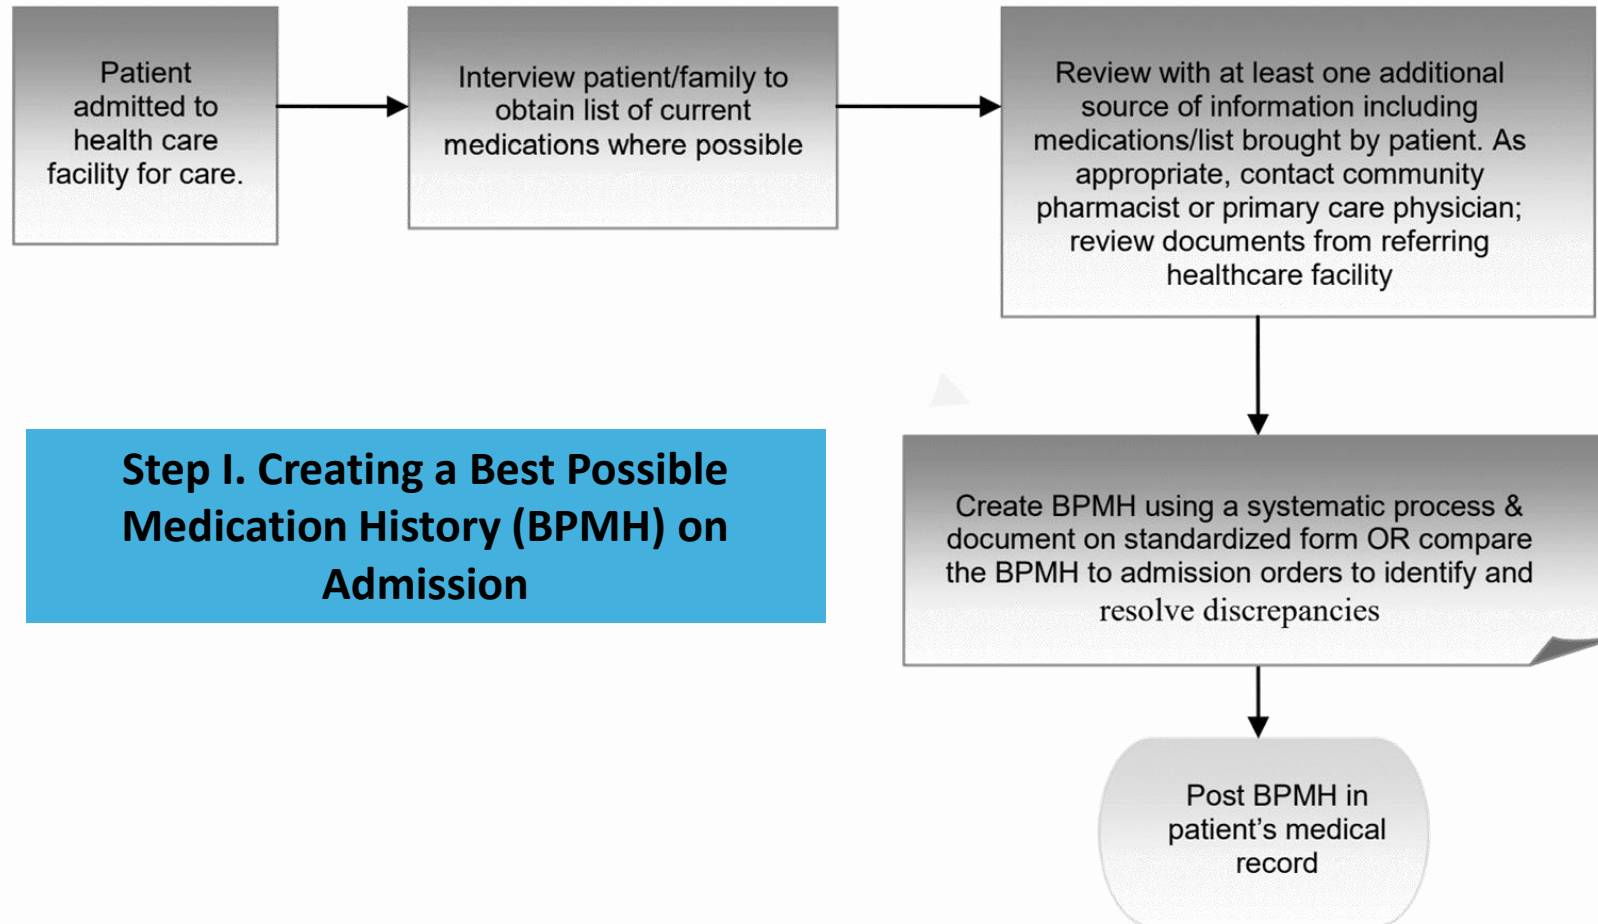 Patient
admitted to
health care
facility for care.
Interview patient/family to
obtain list of current
medications where possible
Review with at least one additional
source of information including
medications/list brought by patient. As
appropriate, contact community
pharmacist or primary care physician;
review documents from referring
healthcare facility
Step I. Creating a Best Possible
Medication History (BPMH) on
Admission
Create BPMH using a systematic process &
document on standardized form OR compare
the BPMH to admission orders to identify and
resolve discrepancies
Post BPMH in
patient’s medical
record